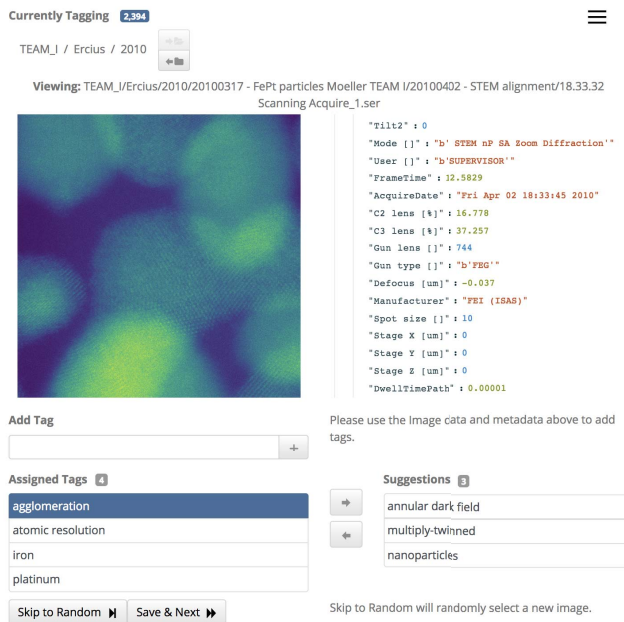 Currently Tagging 2,394
TEAM_I / Ercius / 2010
Viewing: TEAM_I/Ercius/2010/20100317 - FePt particles Moeller TEAM I/20100402 - STEM alignment/18.33.32
Scanning Acquire_1.ser
"Tilt2" : 0
"Mode []" : "b' STEM nP SA Zoom Diffraction'"
"User []" : "b'SUPERVISOR'"
"FrameTime" : 12.5829
"AcquireDate" : "Fri Apr 02 18:33:45 2010"
"C2 lens [%]" : 16.778
"C3 lens [%]" : 37.257
"Gun lens []" : 744
"Gun type []" : "b'FEG'"
"Defocus [um]" : -0.037
"Manufacturer" : "FEI (ISAS)"
"Spot size []" : 10
"Stage X [um]" : 0
"Stage Y [um]" : 0
"Stage Z [um]" : 0
"DwellTimePath" : 0.00001
Add Tag
+
Please use the Image data and metadata above to add
tags.
Assigned Tags 4
agglomeration
atomic resolution
iron
platinum
Suggestions 3
annular dark field
multiply-twinned
nanoparticles
Skip to Random
Save & Next
Skip to Random will randomly select a new image.